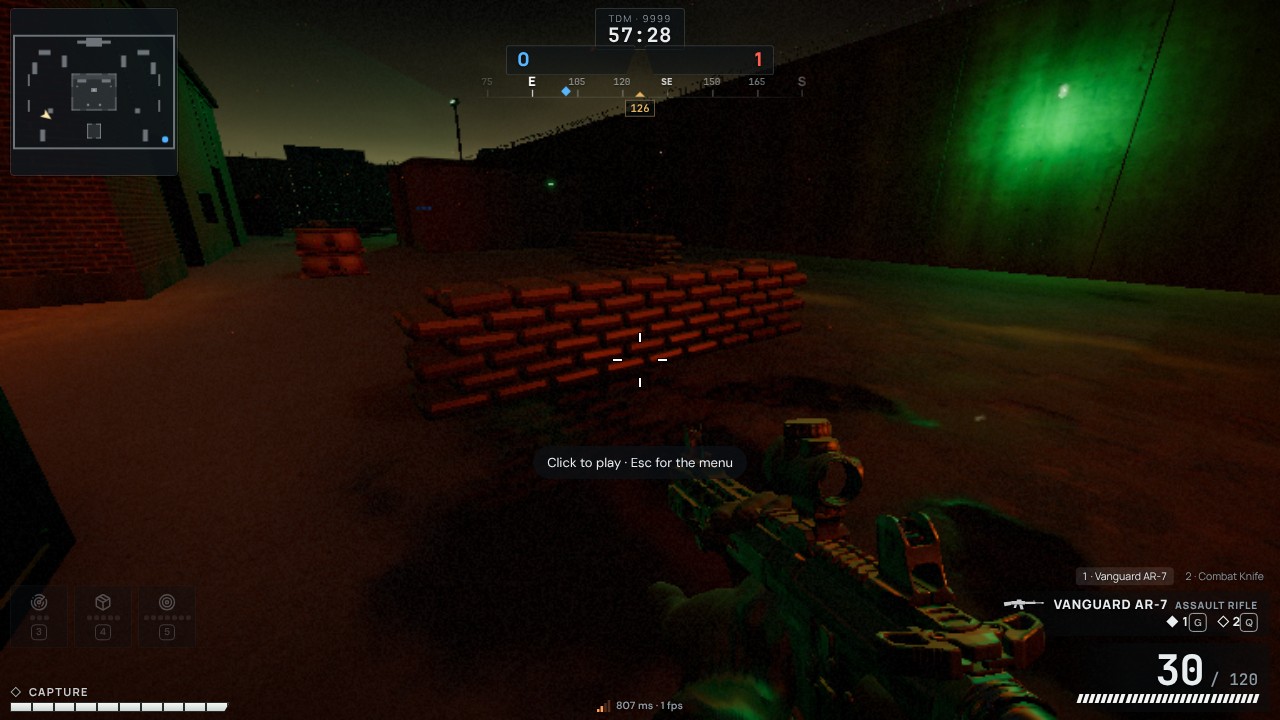 TDM · 9999
57:28
0 1
75 E 105 120 SE 150 165 S
126
Click to play · Esc for the menu
1 · Vanguard AR-7 2 · Combat Knife
VANGUARD AR-7 ASSAULT RIFLE
1 G 2 Q
3 4 5
30 / 120
CAPTURE
807 ms · 1 fps